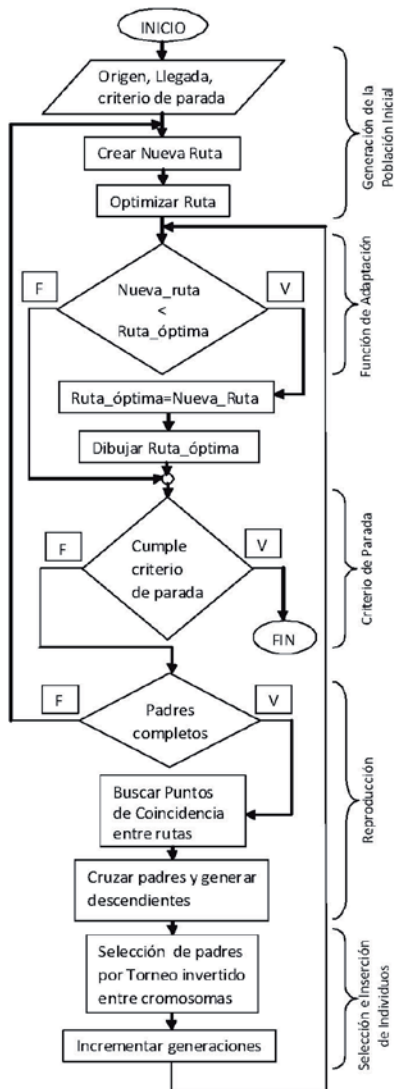 INICIO
Origen, Llegada,
criterio de parada
Crear Nueva Ruta
Optimizar Ruta
Generación de la
Población Inicial
F
V
Nueva_ruta
<
Ruta_óptima
Ruta_óptima=Nueva_Ruta
Dibujar Ruta_óptima
Función de Adaptación
F
V
Cumple
criterio
de parada
FIN
Criterio de Parada
F
V
Padres
completos
Buscar Puntos
de Coincidencia
entre rutas
Cruzar padres y generar
descendientes
Reproducción
Selección de padres
por Torneo invertido
entre cromosomas
Incrementar generaciones
Selección e Inserción
de Individuos